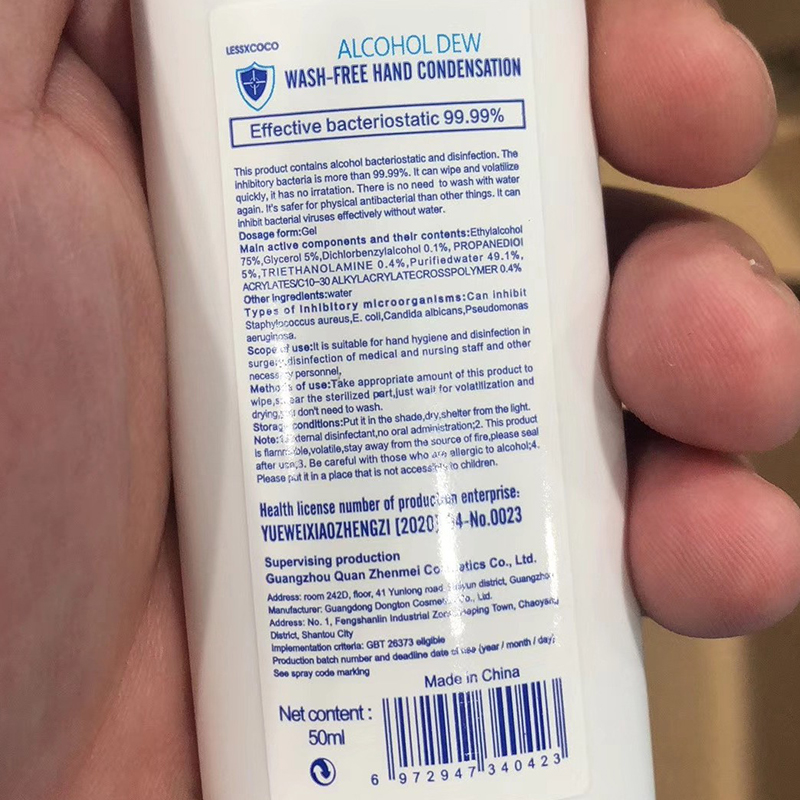 LESSXCOCO
ALCOHOL DEW
WASH-FREE HAND CONDENSATION
Effective bacteriostatic 99.99%
This product contains alcohol bacteriostatic and disinfection. The
inhibitory bacteria is more than 99.99%. It can wipe and volatilize
quickly, it has no irratation. There is no need to wash with water
again. It's safer for physical antibacterial than other things. It can
inhibit bacterial viruses effectively without water.
Dosage form:Gel
Main active components and their contents:Ethylalcohol
75%,Glycerol 5%,Dichlorbenzylalcohol 0.1%, PROPANEDIOl
5%,TRIETHANOLAMINE 0.4%,Purifiedwater 49.1%,
ACRYLATES/C10-30 ALKYLACRYLATECROSSPOLYMER 0.4%
Other ingredients:water
Types of inhibitory microorganisms:Can inhibit
Staphylococcus aureus,E. coli,Candida albicans,Pseudomonas
aeruginosa.
Scope of use:It is suitable for hand hygiene and disinfection in
surgery,disinfection of medical and nursing staff and other
necessary personnel,
Methods of use:Take appropriate amount of this product to
wipe,smear the sterilized part,just wait for volatilization and
drying,you don't need to wash.
Storage conditions:Put it in the shade,dry,shelter from the light.
Note:1.External disinfectant,no oral administration;2. This product
is flammable,volatile,stay away from the source of fire,please seal
after use,3. Be careful with those who are allergic to alcohol;4.
Please put it in a place that is not accessible to children.
Health license number of production enterprise:
YUEWEIXIAOZHENGZI [2020] 4-No.0023
Supervising production
Guangzhou Quan Zhenmei Cosmetics Co., Ltd.
Address: room 242D, floor, 41 Yunlong road, district, Guangzhou
Manufacturer: Guangdong Dongton Cosmetics Co., Ltd.
Address: No. 1, Fengshanlin Industrial Town, Chaoyang
District, Shantou City
Implementation criteria: GBT 26373 eligible
Production batch number and deadline date of use (year / month / day)
See spray code marking
Made in China
Net content :
50ml
6 972947 340423